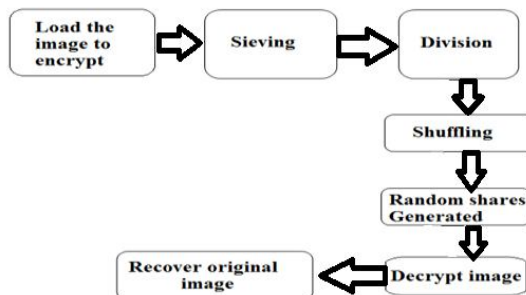 Load the
image to
encrypt
Sieving
Division
Shuffling
Random shares
Generated
Decrypt image
Recover original
image